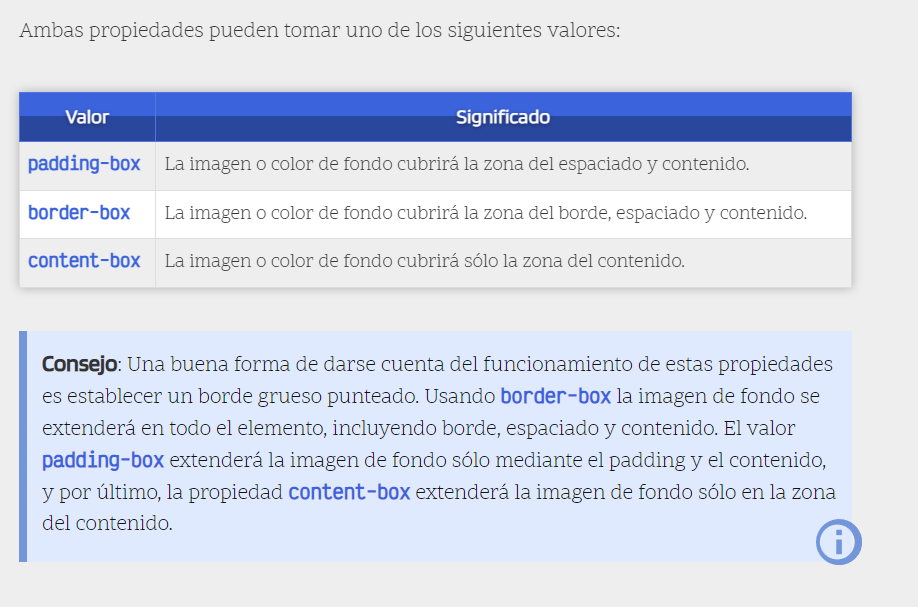 Ambas propiedades pueden tomar uno de los siguientes valores:
Valor Significado
padding-box La imagen o color de fondo cubrirá la zona del espaciado y contenido.
border-box La imagen o color de fondo cubrirá la zona del borde, espaciado y contenido.
content-box La imagen o color de fondo cubrirá sólo la zona del contenido.
Consejo: Una buena forma de darse cuenta del funcionamiento de estas propiedades
es establecer un borde grueso punteado. Usando border-box la imagen de fondo se
extenderá en todo el elemento, incluyendo borde, espaciado y contenido. El valor
padding-box extenderá la imagen de fondo sólo mediante el padding y el contenido,
y por último, la propiedad content-box extenderá la imagen de fondo sólo en la zona
del contenido.